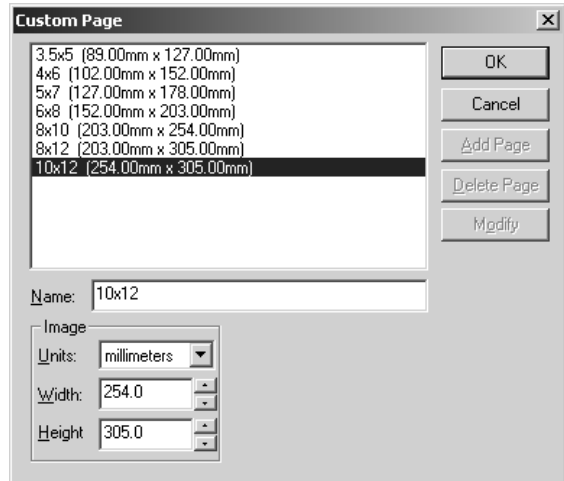 Custom Page
3.5x5 (89.00mm x 127.00mm)
4x6 (102.00mm x 152.00mm)
5x7 (127.00mm x 178.00mm)
6x8 (152.00mm x 203.00mm)
8x10 (203.00mm x 254.00mm)
8x12 (203.00mm x 305.00mm)
10x12 (254.00mm x 305.00mm)
OK
Cancel
Add Page
Delete Page
Modify
Name: 10x12
Image
Units: millimeters
Width: 254.0
Height 305.0